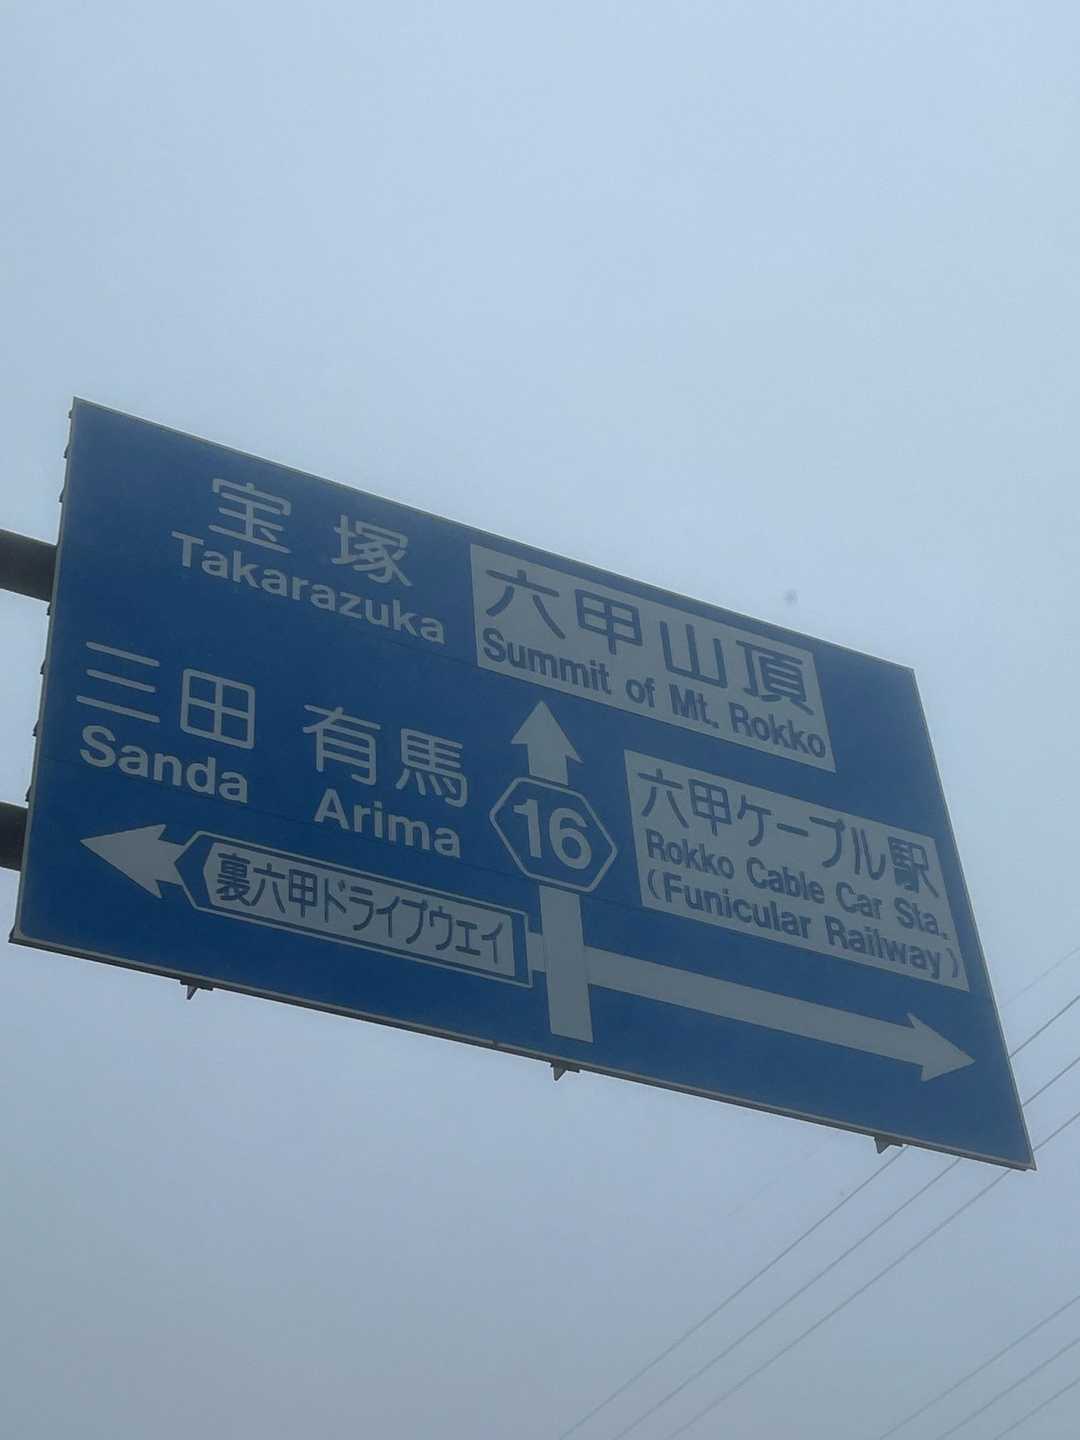 宝塚
Takarazuka
六甲山頂
Summit of Mt. Rokko
三田 有馬
Sanda Arima
16
六甲ケーブル駅
Rokko Cable Car Sta.
(Funicular Railway)
裏六甲ドライブウェイ